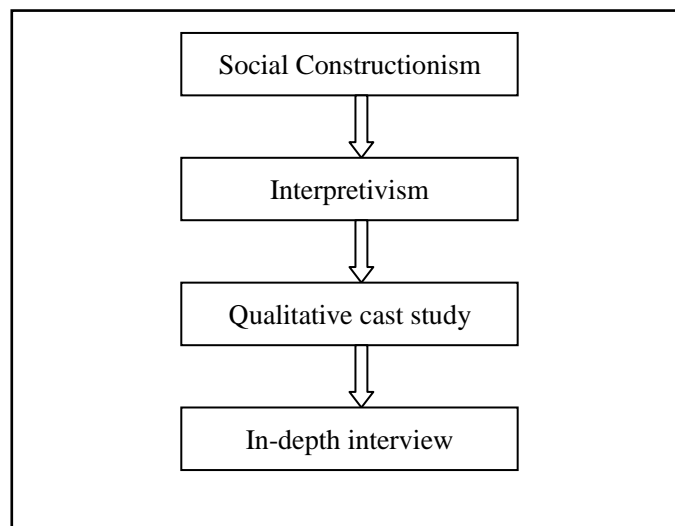 Social Constructionism
Interpretivism
Qualitative cast study
In-depth interview